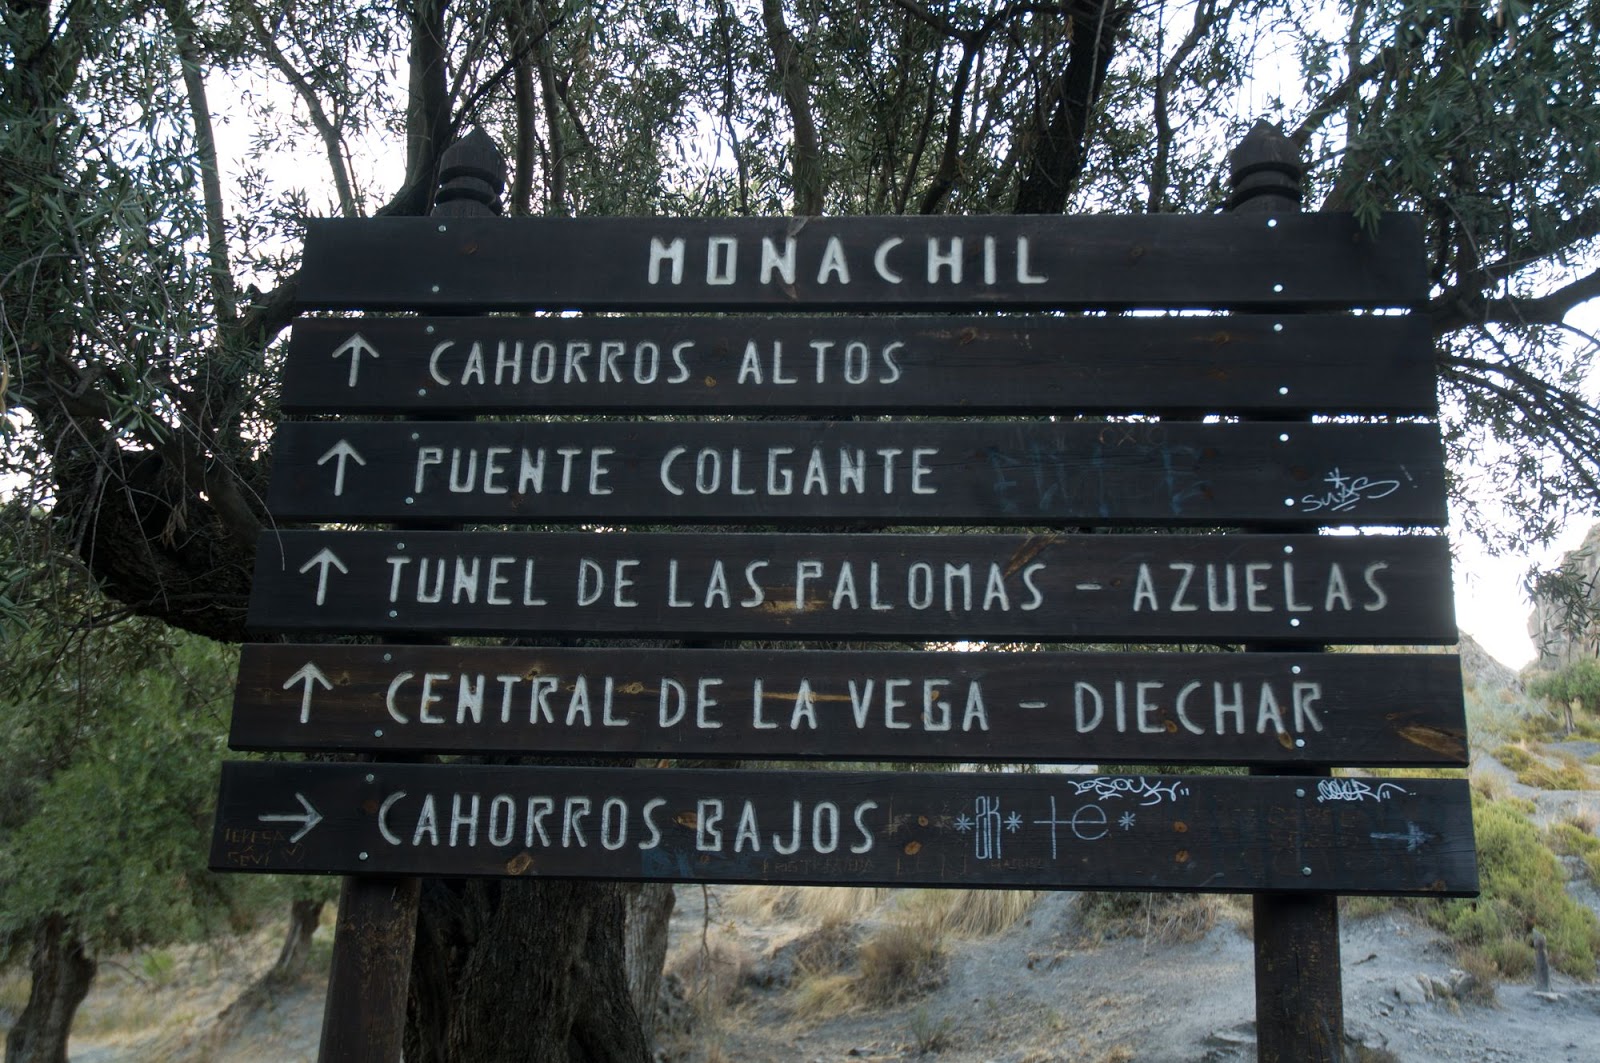 MONACHIL
↑ CAHORROS ALTOS
↑ PUENTE COLGANTE
↑ TUNEL DE LAS PALOMAS - AZUELAS
↑ CENTRAL DE LA VEGA - DIECHAR
→ CAHORROS BAJOS